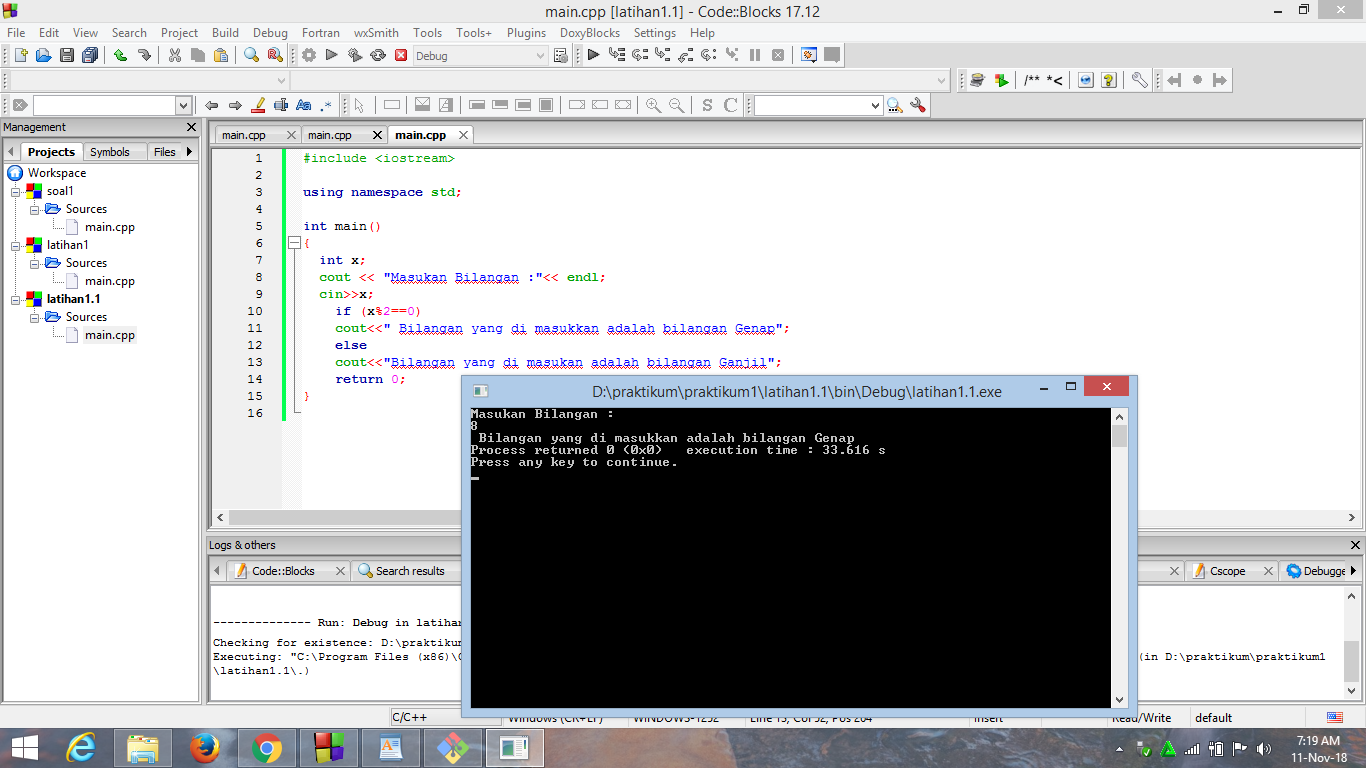 main.cpp [latihan1.1] - Code::Blocks 17.12
File Edit View Search Project Build Debug Fortran wxSmith Tools Tools+ Plugins DoxyBlocks Settings Help
Debug
/** *<
Aa .*
S C
Management
main.cpp main.cpp main.cpp
Projects Symbols Files
Workspace
soal1
Sources
main.cpp
latihan1
Sources
main.cpp
latihan1.1
Sources
main.cpp
1 #include <iostream>
2
3 using namespace std;
4
5 int main()
6 {
7 int x;
8 cout << "Masukan Bilangan :"<< endl;
9 cin>>x;
10 if (x%2==0)
11 cout<<" Bilangan yang di masukkan adalah bilangan Genap";
12 else
13 cout<<"Bilangan yang di masukan adalah bilangan Ganjil";
14 return 0;
15 }
16
D:\praktikum\praktikum1\latihan1.1\bin\Debug\latihan1.1.exe
Masukan Bilangan :
8
Bilangan yang di masukkan adalah bilangan Genap
Process returned 0 (0x0) execution time : 33.616 s
Press any key to continue.
Logs & others
Code::Blocks Search results Cscope Debugge
-------------- Run: Debug in latihan
Checking for existence: D:\praktikum
Executing: "C:\Program Files (x86)\ (in D:\praktikum\praktikum1
\latihan1.1\.)
C/C++ Windows (CR+LF) WINDOWS-1252 Line 13, Col 52, Pos 264 Insert Read/Write default
7:19 AM
11-Nov-18